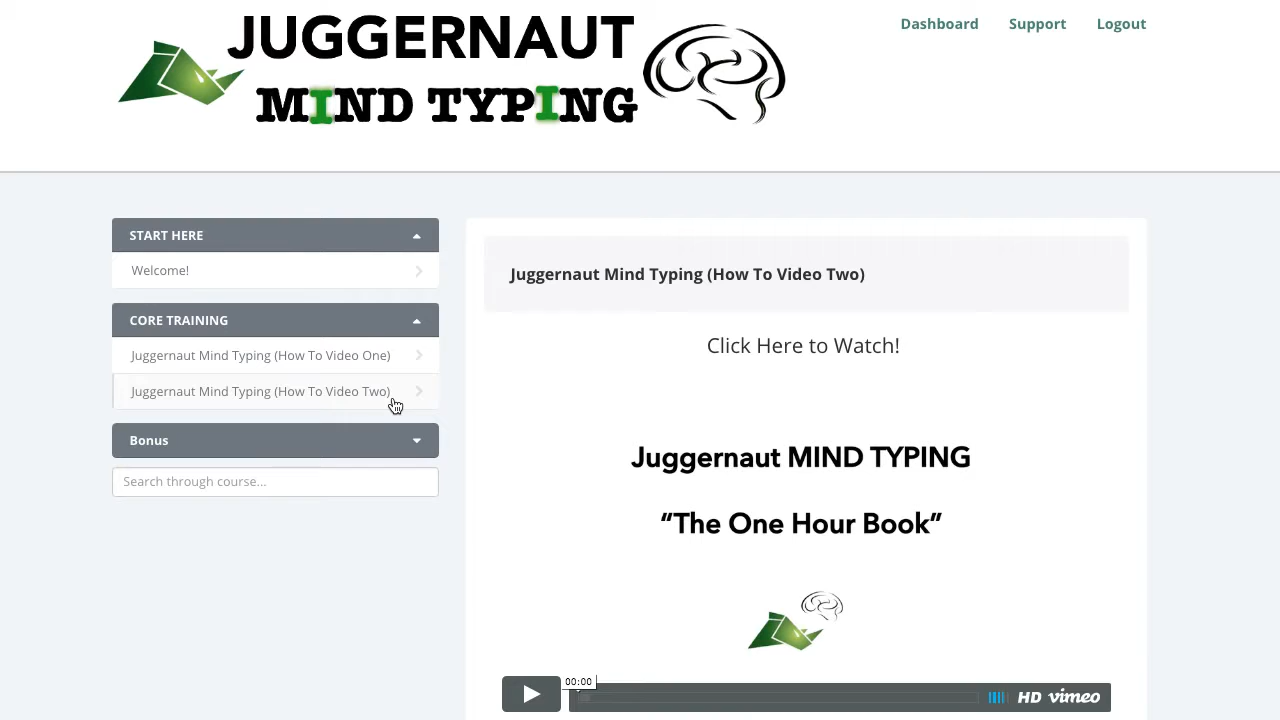 JUGGERNAUT
MIND TYPING
Dashboard
Support
Logout
START HERE
Welcome!
CORE TRAINING
Juggernaut Mind Typing (How To Video One)
Juggernaut Mind Typing (How To Video Two)
Bonus
Search through course...
Juggernaut Mind Typing (How To Video Two)
Click Here to Watch!
Juggernaut MIND TYPING
“The One Hour Book”
00:00
HD vimeo